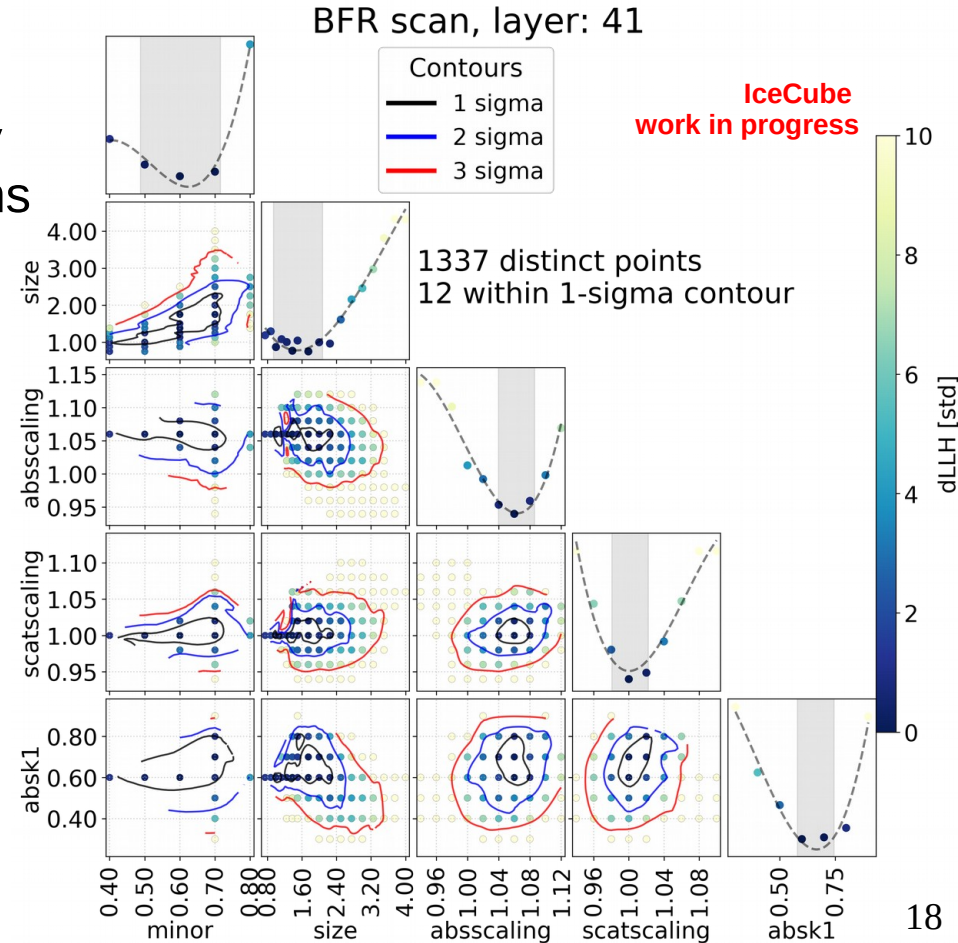 BFR scan, layer: 41
Contours
1 sigma
2 sigma
3 sigma
IceCube
work in progress
ns
1337 distinct points
12 within 1-sigma contour
size
4.00
3.00
2.00
1.00
absscaling
1.15
1.10
1.05
1.00
0.95
scatscaling
1.10
1.05
1.00
0.95
absk1
0.80
0.60
0.40
0.40 0.50 0.60 0.70 0.80
minor
0.80 1.60 2.40 3.20 4.00
size
0.96 1.00 1.04 1.08 1.12
absscaling
0.96 1.00 1.04 1.08
scatscaling
0.50 0.75
absk1
10
8
6
4
2
0
dLLH [std]
18